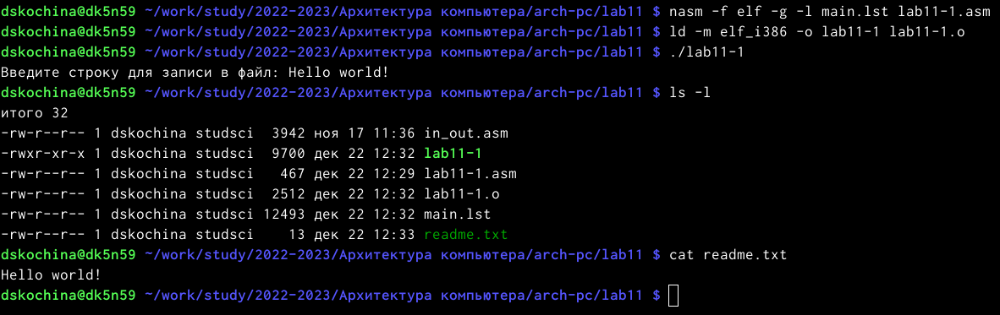 dskochina@dk5n59 ~/work/study/2022-2023/Архитектура компьютера/arch-pc/lab11 $ nasm -f elf -g -l main.lst lab11-1.asm
dskochina@dk5n59 ~/work/study/2022-2023/Архитектура компьютера/arch-pc/lab11 $ ld -m elf_i386 -o lab11-1 lab11-1.o
dskochina@dk5n59 ~/work/study/2022-2023/Архитектура компьютера/arch-pc/lab11 $ ./lab11-1
Введите строку для записи в файл: Hello world!
dskochina@dk5n59 ~/work/study/2022-2023/Архитектура компьютера/arch-pc/lab11 $ ls -l
итого 32
-rw-r--r-- 1 dskochina studsci  3942 ноя 17 11:36 in_out.asm
-rwxr-xr-x 1 dskochina studsci  9700 дек 22 12:32 lab11-1
-rw-r--r-- 1 dskochina studsci   467 дек 22 12:29 lab11-1.asm
-rw-r--r-- 1 dskochina studsci  2512 дек 22 12:32 lab11-1.o
-rw-r--r-- 1 dskochina studsci 12493 дек 22 12:32 main.lst
-rw-r--r-- 1 dskochina studsci    13 дек 22 12:33 readme.txt
dskochina@dk5n59 ~/work/study/2022-2023/Архитектура компьютера/arch-pc/lab11 $ cat readme.txt
Hello world!
dskochina@dk5n59 ~/work/study/2022-2023/Архитектура компьютера/arch-pc/lab11 $